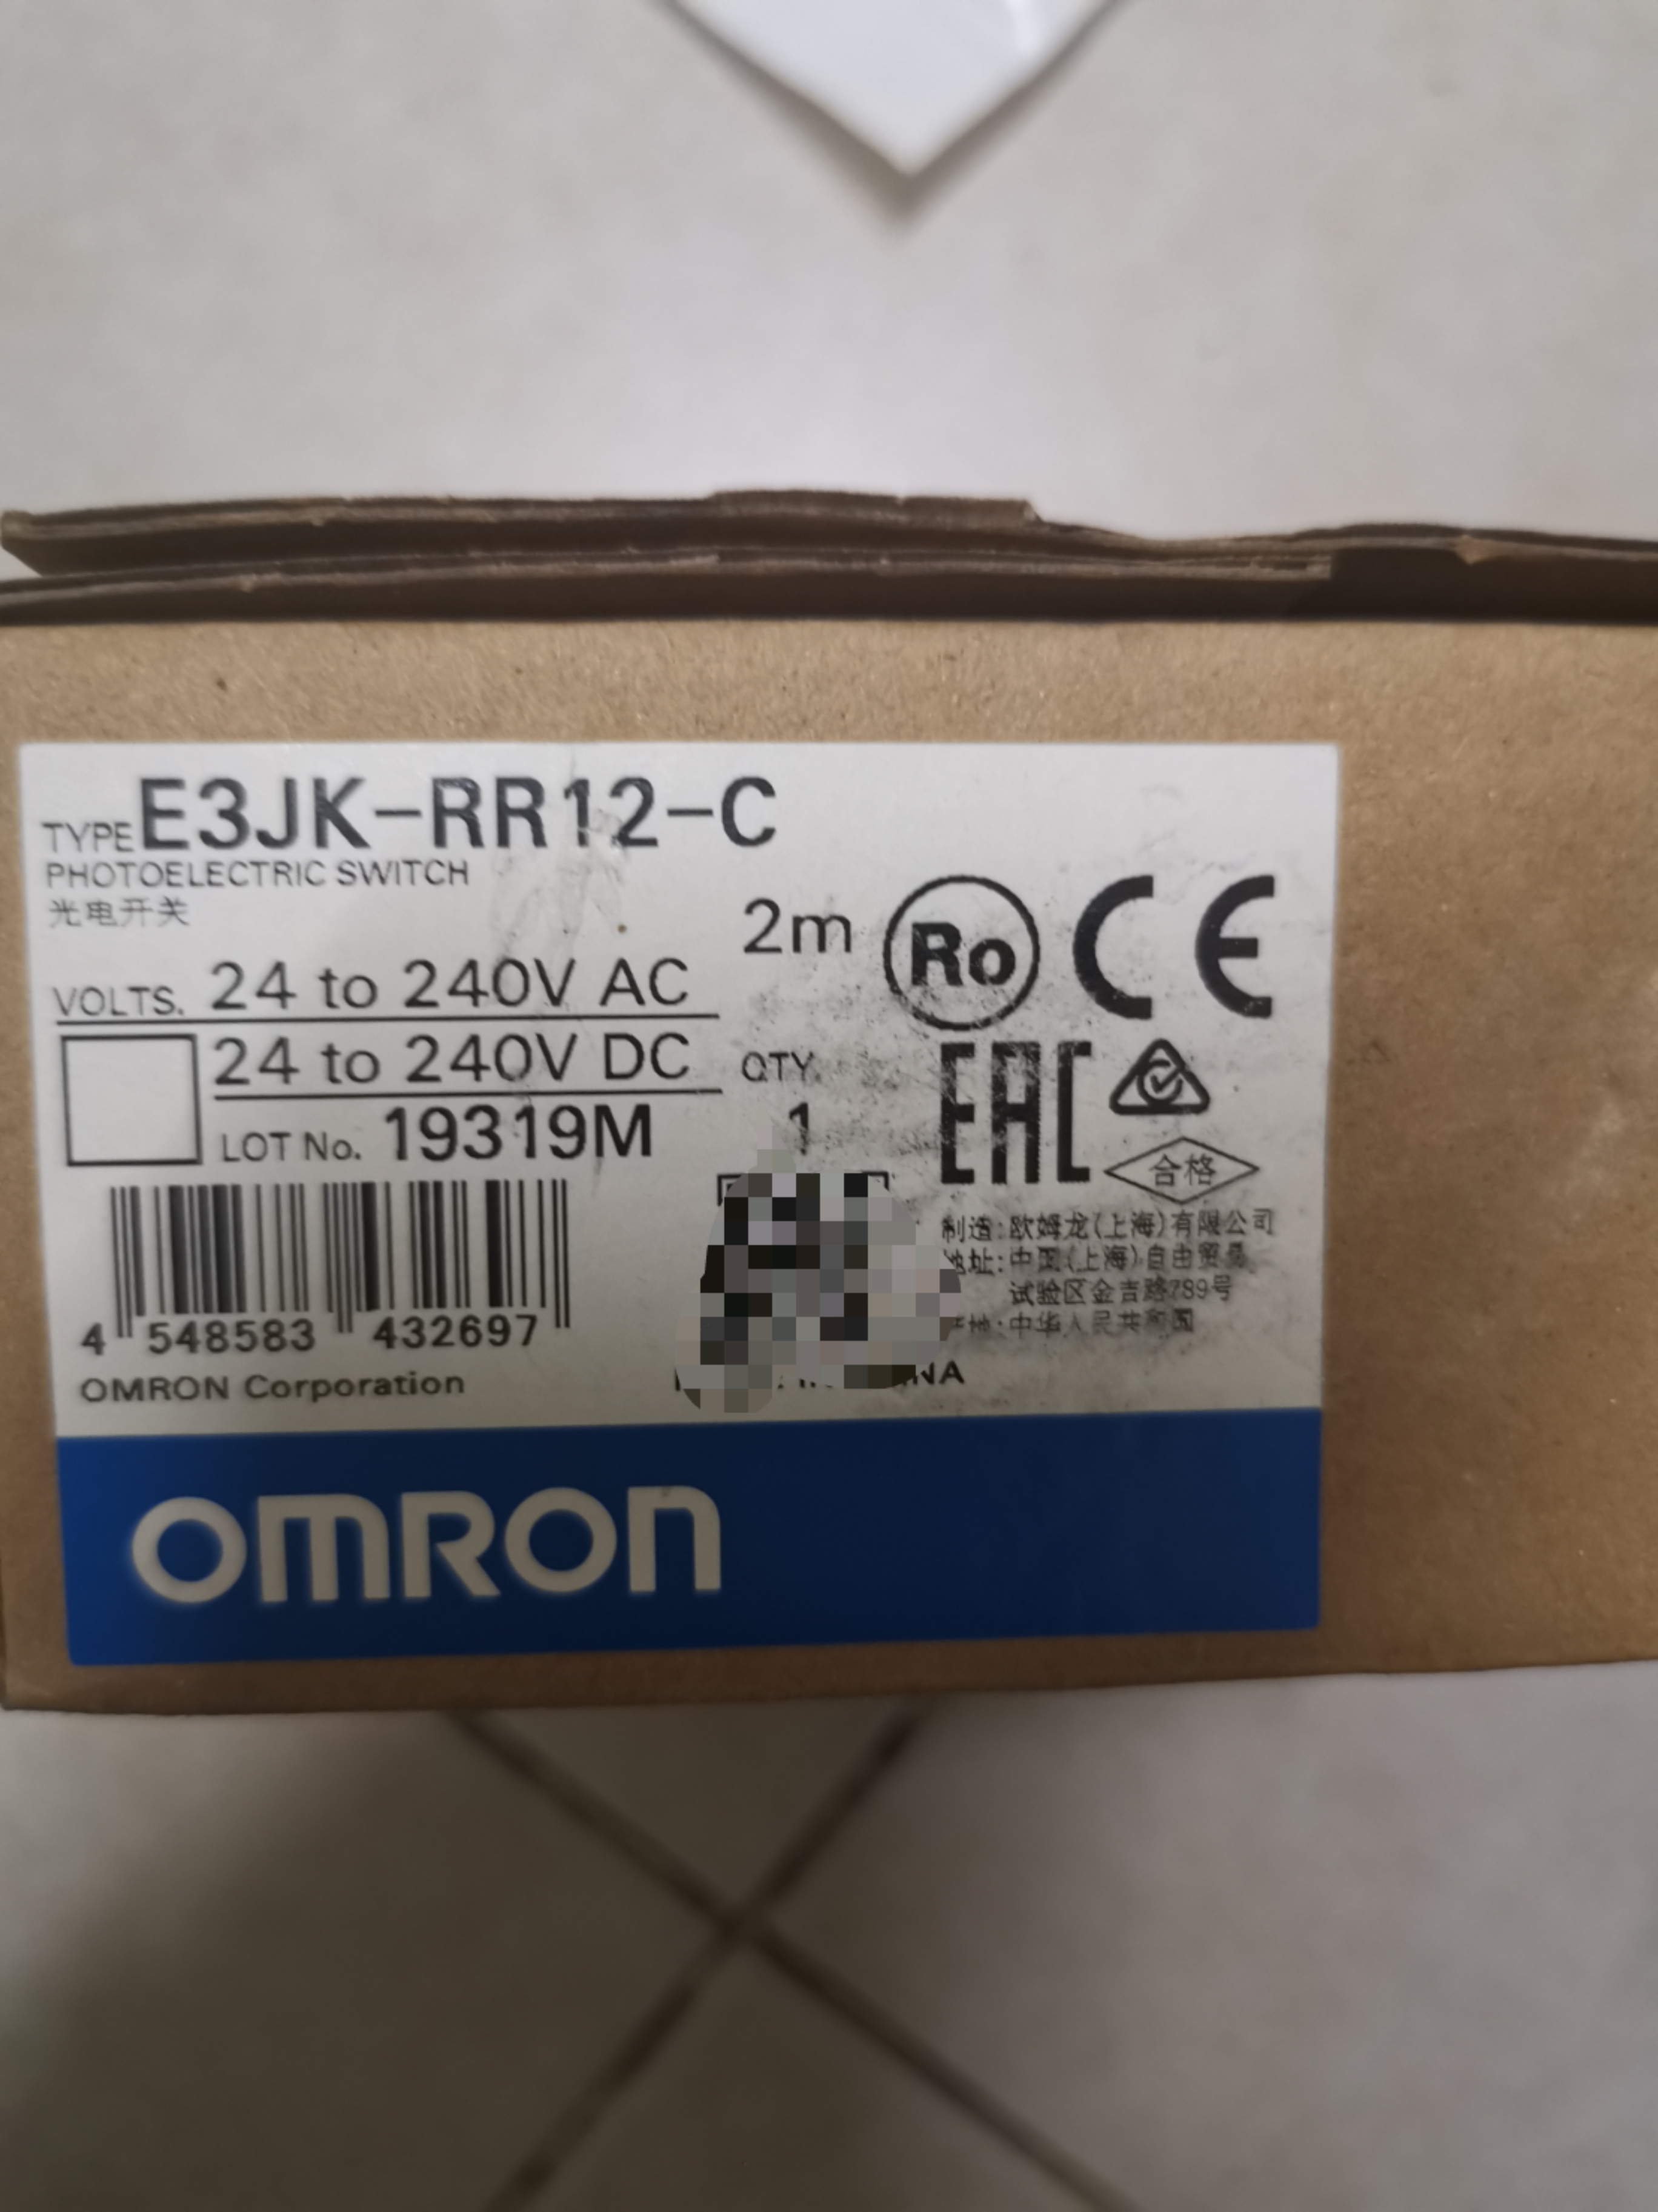 TYPE E3JK-RR12-C
PHOTOELECTRIC SWITCH
光电开关
2m
Ro CE
VOLTS. 24 to 240V AC
24 to 240V DC
QTY.
1
EAC
LOT No. 19319M
合格
制造:欧姆龙(上海)有限公司
地址:中国(上海)自由贸易
试验区金吉路789号
产地:中华人民共和国
4 548583 432697
OMRON Corporation
OMRON